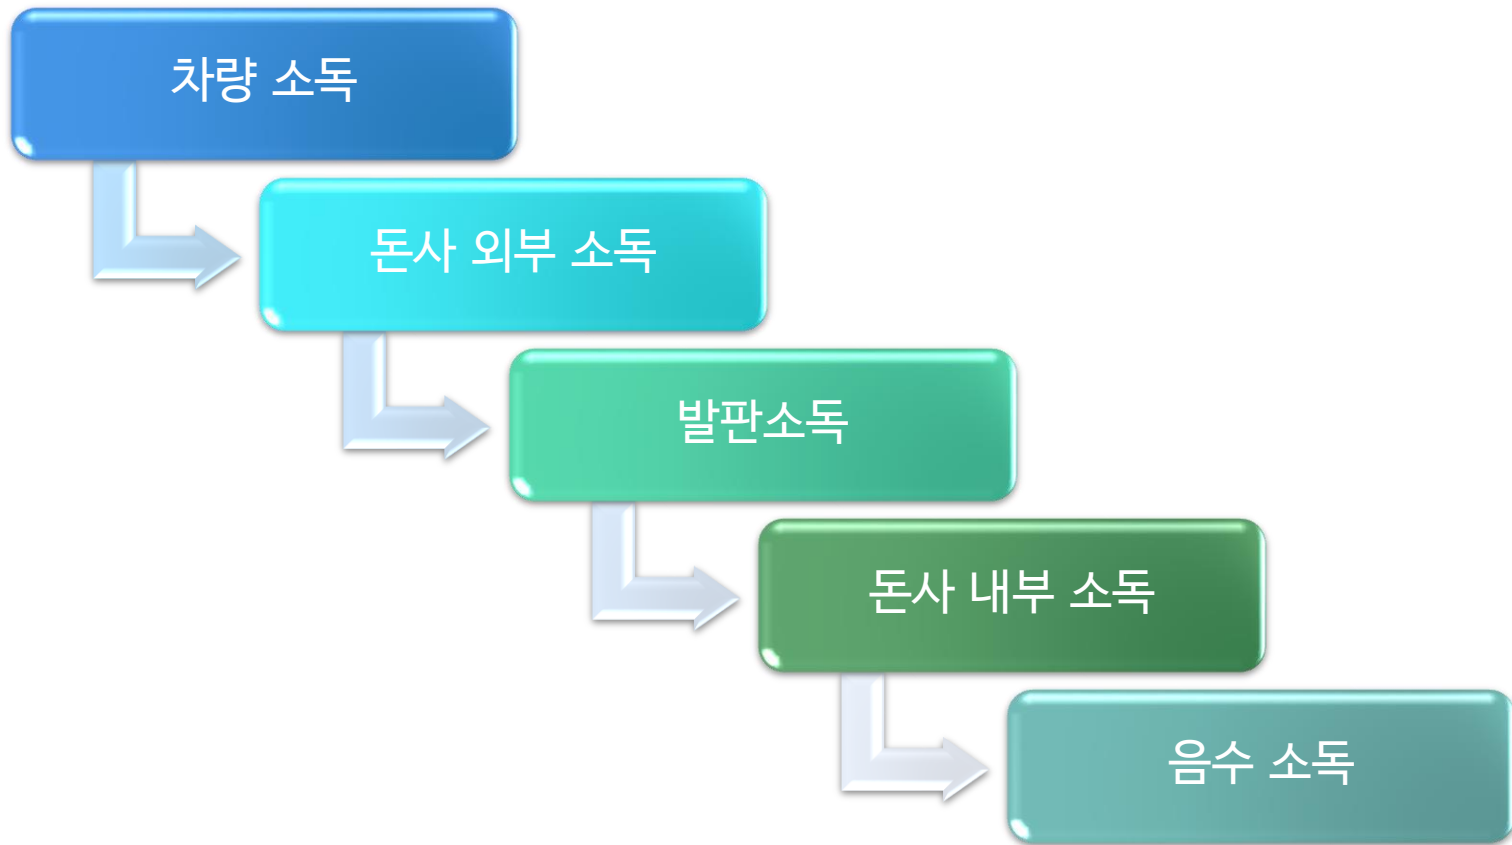 차량 소독
돈사 외부 소독
발판소독
돈사 내부 소독
음수 소독